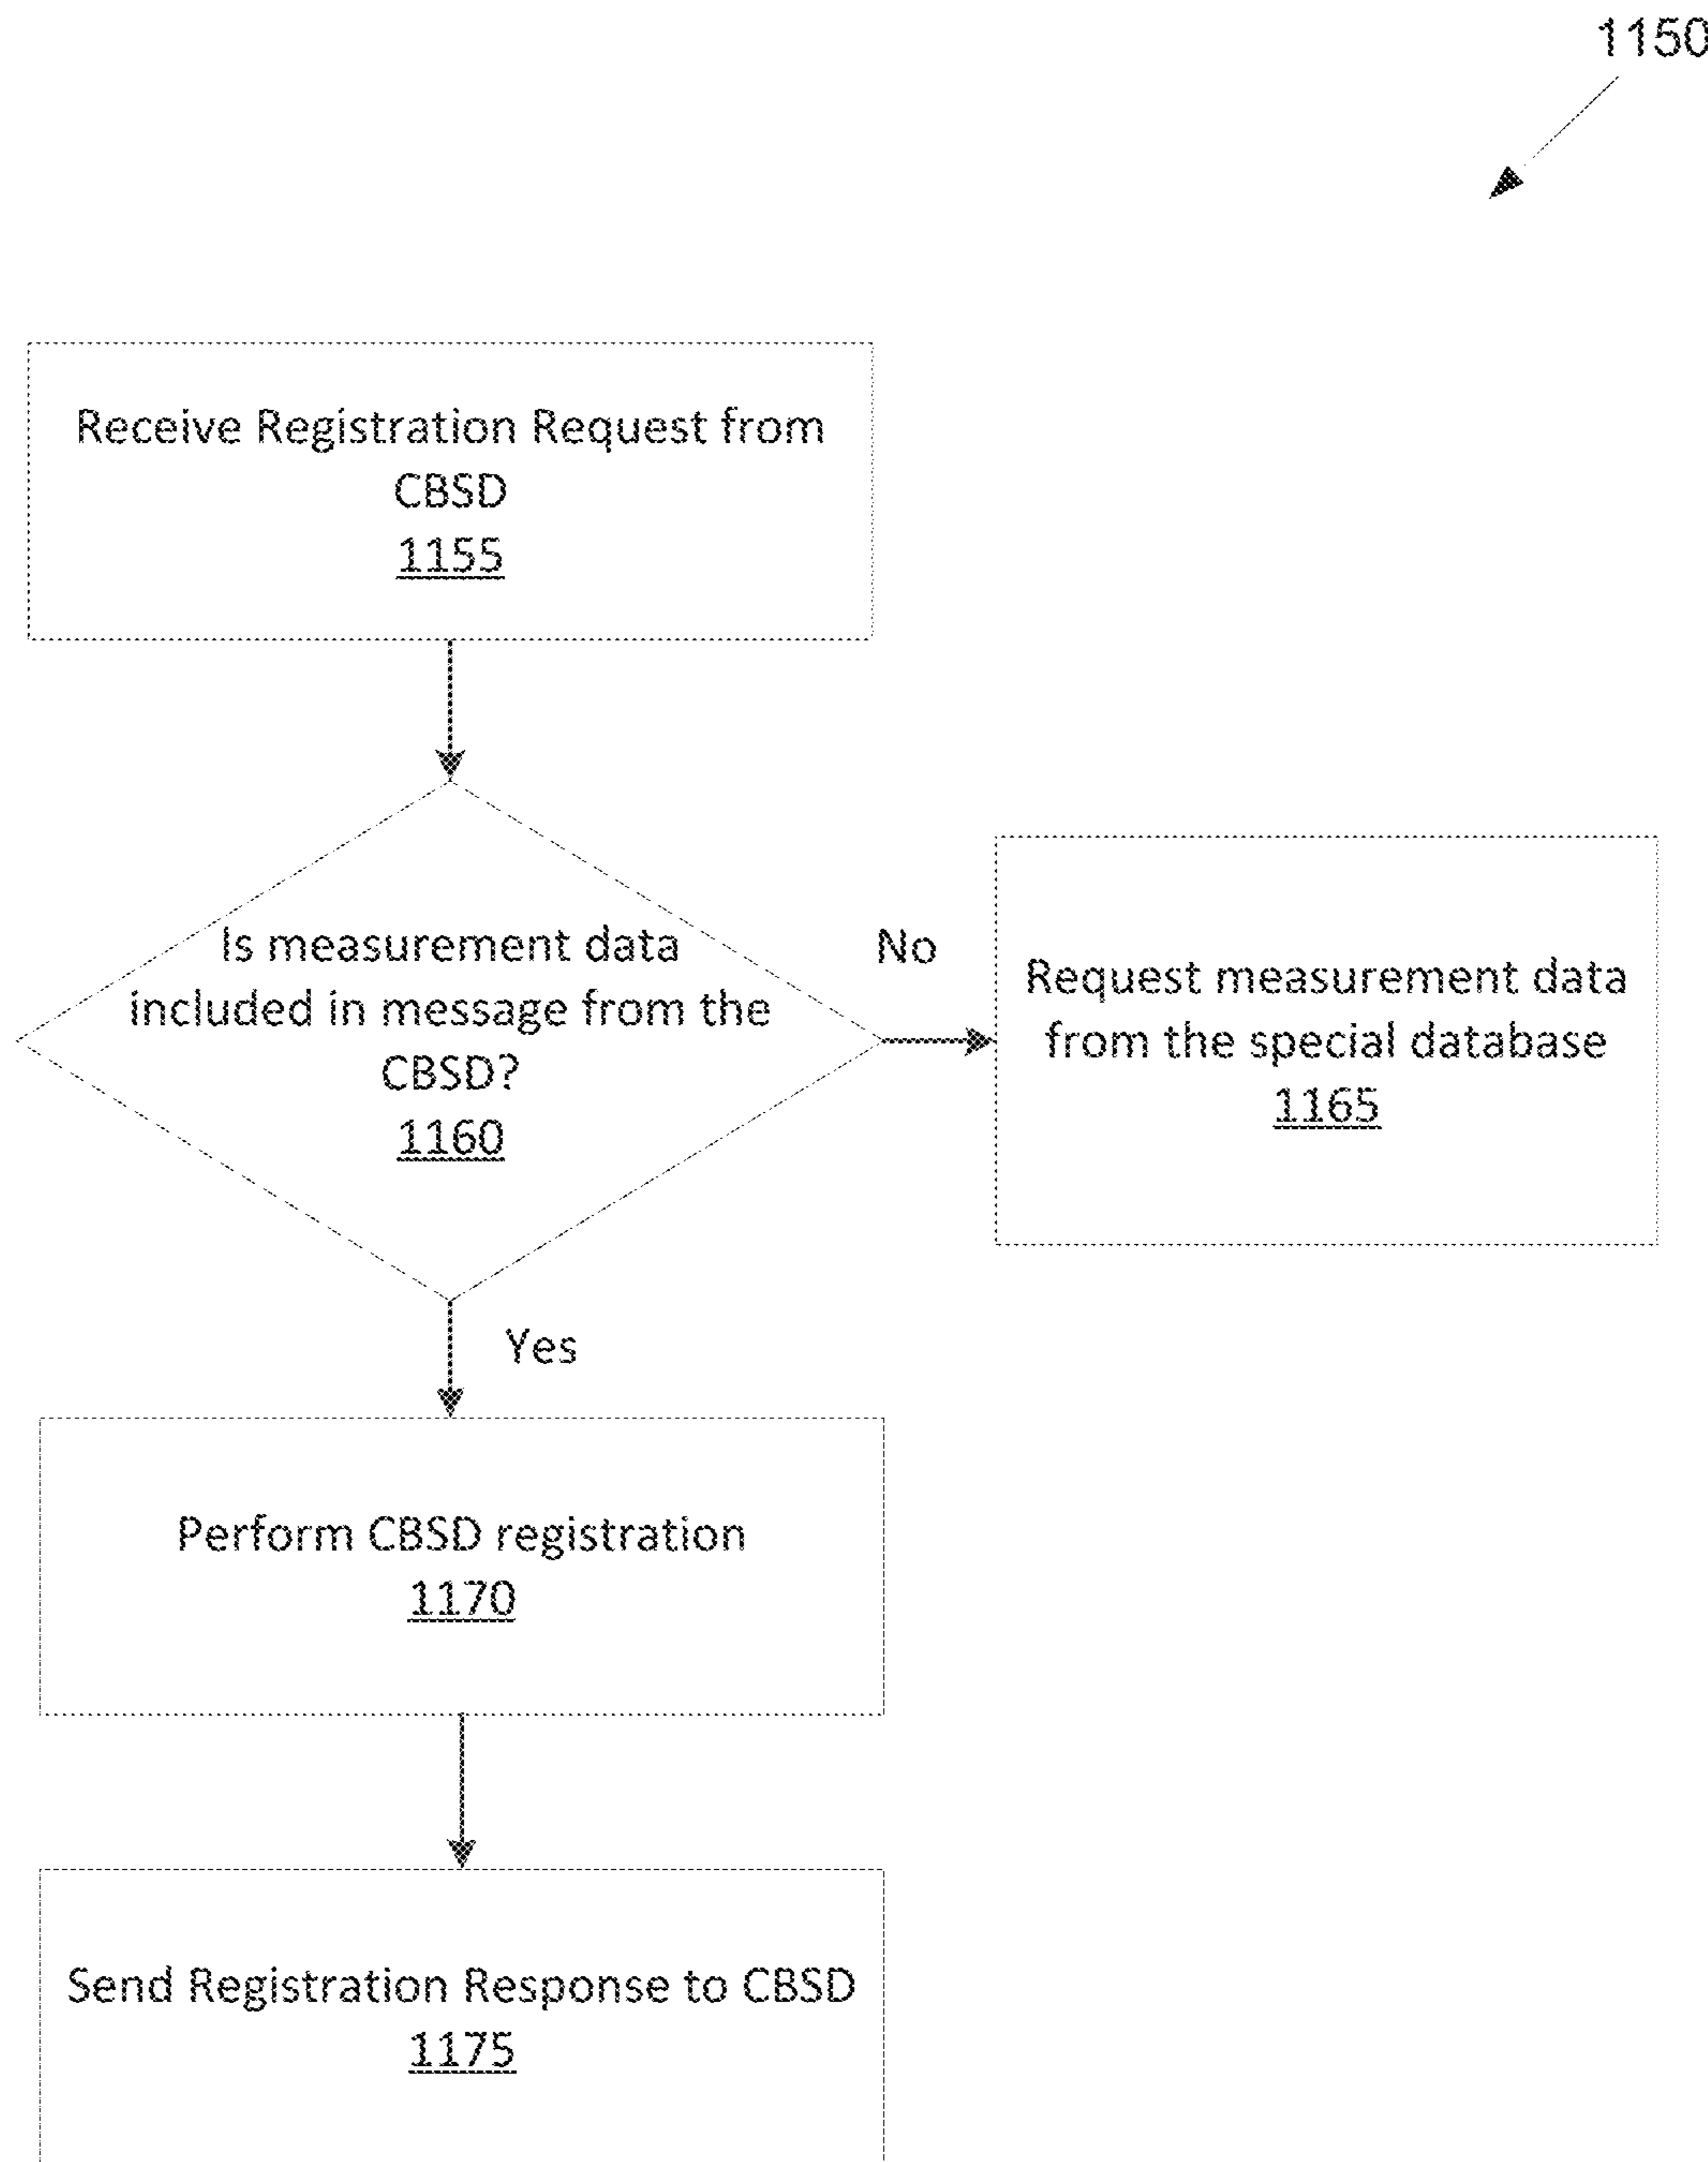 1150
Receive Registration Request from
CBSD
1155
Is measurement data
included in message from the
CBSD?
1160
No
Request measurement data
from the special database
1165
Yes
Perform CBSD registration
1170
Send Registration Response to CBSD
1175